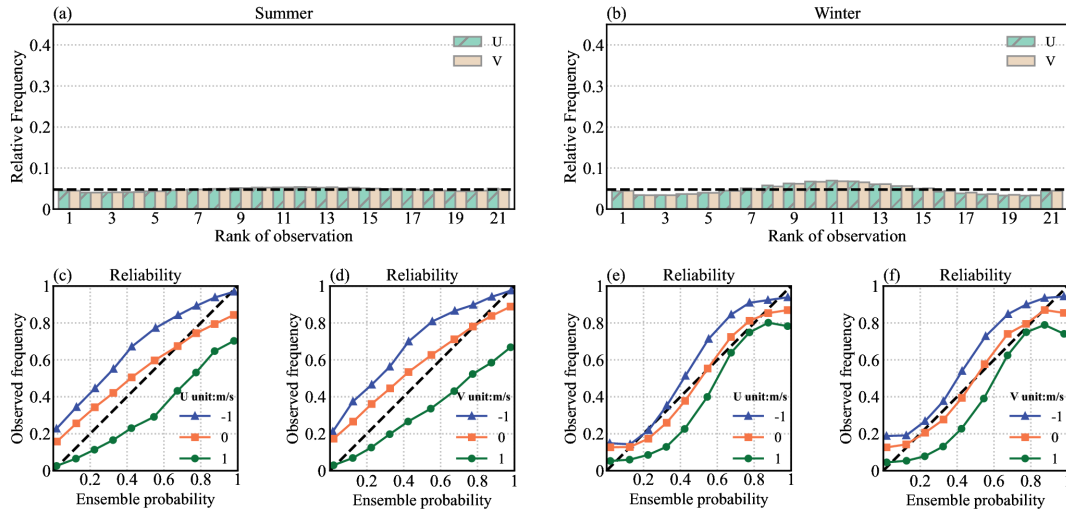 (a) Summer
Relative Frequency
0.4
0.3
0.2
0.1
0
U
V
1 3 5 7 9 11 13 15 17 19 21
Rank of observation
(b) Winter
Relative Frequency
0.4
0.3
0.2
0.1
0
U
V
1 3 5 7 9 11 13 15 17 19 21
Rank of observation
(c) Reliability
Observed frequency
1
0.8
0.6
0.4
0.2
0
U unit:m/s
-1
0
1
0.2 0.4 0.6 0.8 1
Ensemble probability
(d) Reliability
Observed frequency
1
0.8
0.6
0.4
0.2
0
V unit:m/s
-1
0
1
0.2 0.4 0.6 0.8 1
Ensemble probability
(e) Reliability
Observed frequency
1
0.8
0.6
0.4
0.2
0
U unit:m/s
-1
0
1
0.2 0.4 0.6 0.8 1
Ensemble probability
(f) Reliability
Observed frequency
1
0.8
0.6
0.4
0.2
0
V unit:m/s
-1
0
1
0.2 0.4 0.6 0.8 1
Ensemble probability